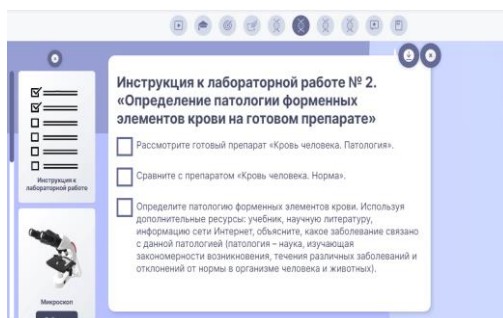 Инструкция к лабораторной работе № 2.
«Определение патологии форменных
элементов крови на готовом препарате»
Рассмотрите готовый препарат «Кровь человека. Патология».
Сравните с препаратом «Кровь человека. Норма».
Определите патологию форменных элементов крови. Используя
дополнительные ресурсы: учебник, научную литературу,
информацию сети Интернет, объясните, какое заболевание связано
с данной патологией (патология – наука, изучающая
закономерности возникновения, течения различных заболеваний и
отклонений от нормы в организме человека и животных).
Инструкция к
лабораторной работе
Микроскоп